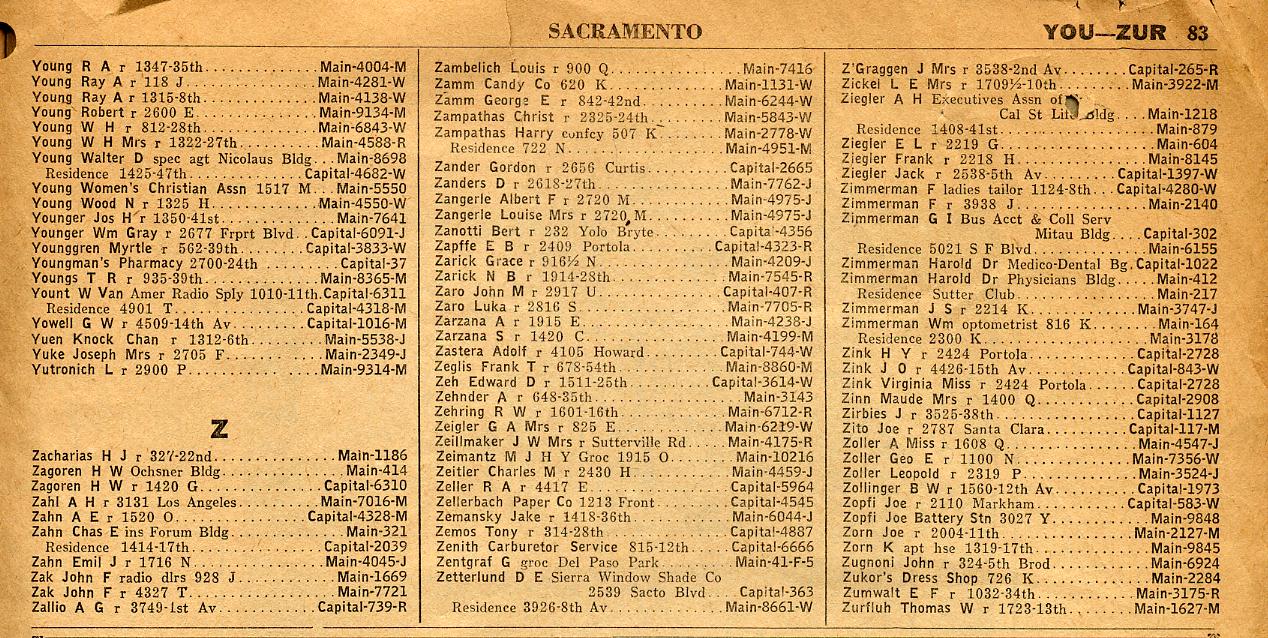 SACRAMENTO
YOU—ZUR 83
Young R A r 1347-35th....................Main-4004-M
Young Ray A r 118 J....................Main-4281-W
Young Ray A r 1315-8th....................Main-4138-W
Young Robert r 2600 E....................Main-9134-M
Young W H r 812-28th....................Main-6843-W
Young W H Mrs r 1322-27th....................Main-4588-R
Young Walter D spec agt Nicolaus Bldg...Main-8698
Residence 1425-47th....................Capital-4682-W
Young Women's Christian Assn 1517 M...Main-5550
Young Wood N r 1325 H....................Main-4550-W
Younger Jos H r 1350-41st....................Main-7641
Younger Wm Gray r 2677 Frprt Blvd..Capital-6091-J
Younggren Myrtle r 562-39th..........Capital-3833-W
Youngman's Pharmacy 2700-24th..........Capital-37
Youngs T R r 935-39th....................Main-8365-M
Yount W Van Amer Radio Sply 1010-11th.Capital-6311
Residence 4901 T....................Capital-4318-M
Yowell G W r 4509-14th Av..........Capital-1016-M
Yuen Knock Chan r 1312-6th..........Main-5538-J
Yuke Joseph Mrs r 2705 F..........Main-2349-J
Yutronich L r 2900 P....................Main-9314-M
Z
Zacharias H J r 327-22nd....................Main-1186
Zagoren H W Ochsner Bldg....................Main-414
Zagoren H W r 1420 G....................Capital-6310
Zahl A H r 3131 Los Angeles..........Main-7016-M
Zahn A E r 1520 O....................Capital-4328-M
Zahn Chas E ins Forum Bldg..........Main-321
Residence 1414-17th....................Capital-2039
Zahn Emil J r 1716 N....................Main-4045-J
Zak John F radio dlrs 928 J..........Main-1669
Zak John F r 4327 T....................Main-7721
Zallio A G r 3749-1st Av..........Capital-739-R
Zambelich Louis r 900 Q....................Main-7416
Zamm Candy Co 620 K....................Main-1131-W
Zamm George E r 842-42nd..........Main-6244-W
Zampathas Christ r 2325-24th..........Main-5843-W
Zampathas Harry confcy 507 K..........Main-2778-W
Residence 722 N....................Main-4951-M
Zander Gordon r 2656 Curtis..........Capital-2665
Zanders D r 2618-27th....................Main-7762-J
Zangerle Albert F r 2720 M..........Main-4975-J
Zangerle Louise Mrs r 2720 M..........Main-4975-J
Zanotti Bert r 232 Yolo Bryte..........Capital-4356
Zapffe E B r 2409 Portola..........Capital-4323-R
Zarick Grace r 916½ N....................Main-4209-J
Zarick N B r 1914-28th....................Main-7545-R
Zaro John M r 2917 U....................Capital-407-R
Zaro Luka r 2816 S....................Main-7705-R
Zarzana A r 1915 E....................Main-4238-J
Zarzana S r 1420 C....................Main-4199-M
Zastera Adolf r 4105 Howard..........Capital-744-W
Zeglis Frank T r 678-54th..........Main-8860-M
Zeh Edward D r 1511-25th..........Capital-3614-W
Zehnder A r 648-35th....................Main-3143
Zehring R W r 1601-16th..........Main-6712-R
Zeigler G A Mrs r 825 E..........Main-6219-W
Zeillmaker J W Mrs r Sutterville Rd.....Main-4175-R
Zeimantz M J H Y Groc 1915 O..........Main-10216
Zeitler Charles M r 2430 H..........Main-4459-J
Zeller R A r 4417 E....................Capital-5964
Zellerbach Paper Co 1213 Front..........Capital-4545
Zemansky Jake r 1418-36th..........Main-6044-J
Zemos Tony r 314-28th....................Capital-4887
Zenith Carburetor Service 815-12th.....Capital-6666
Zentgraf G groc Del Paso Park..........Main-41-F-5
Zetterlund D E Sierra Window Shade Co
2539 Sacto Blvd....Capital-363
Residence 3926-8th Av..........Main-8661-W
Z'Graggen J Mrs r 3538-2nd Av.......Capital-265-R
Zickel L E Mrs r 1709½-10th..........Main-3922-M
Ziegler A H Executives Assn of
Cal St Life Bldg....Main-1218
Residence 1408-41st....................Main-879
Ziegler E L r 2219 G....................Main-604
Ziegler Frank r 2218 H....................Main-8145
Ziegler Jack r 2538-5th Av..........Capital-1397-W
Zimmerman F ladies tailor 1124-8th...Capital-4280-W
Zimmerman F r 3938 J....................Main-2140
Zimmerman G I Bus Acct & Coll Serv
Mitau Bldg....Capital-302
Residence 5021 S F Blvd..........Main-6155
Zimmerman Harold Dr Medico-Dental Bg.Capital-1022
Zimmerman Harold Dr Physicians Bldg.....Main-412
Residence Sutter Club....................Main-217
Zimmerman J S r 2214 K..........Main-3747-J
Zimmerman Wm optometrist 816 K..........Main-164
Residence 2300 K....................Main-3178
Zink H Y r 2424 Portola..........Capital-2728
Zink J O r 4426-15th Av..........Capital-843-W
Zink Virginia Miss r 2424 Portola......Capital-2728
Zinn Maude Mrs r 1400 Q..........Capital-2908
Zirbies J r 3525-38th....................Capital-1127
Zito Joe r 2787 Santa Clara..........Capital-117-M
Zoller A Miss r 1608 Q....................Main-4547-J
Zoller Geo E r 1100 N....................Main-7356-W
Zoller Leopold r 2319 P..........Main-3524-J
Zollinger B W r 1560-12th Av..........Capital-1973
Zopfi Joe r 2110 Markham..........Capital-583-W
Zopfi Joe Battery Stn 3027 Y..........Main-9848
Zorn Joe r 2004-11th....................Main-2127-M
Zorn K apt hse 1319-17th..........Main-9845
Zugnoni John r 324-5th Brod..........Main-6924
Zukor's Dress Shop 726 K..........Main-2284
Zumwalt E F r 1032-34th..........Main-3175-R
Zurfluh Thomas W r 1723-13th..........Main-1627-M